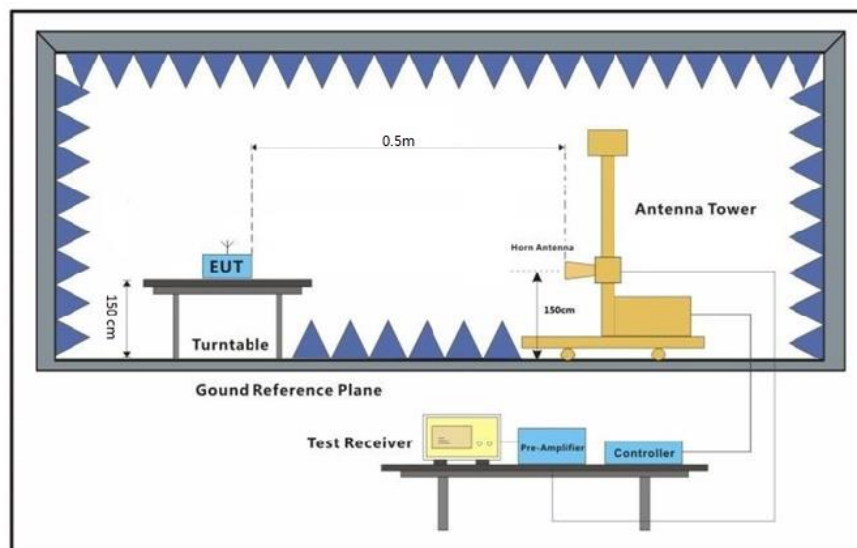 0.5m
Antenna Tower
Horn Antenna
EUT
150 cm
150cm
Turntable
Gound Reference Plane
Test Receiver
Pre-Amplifier
Controller